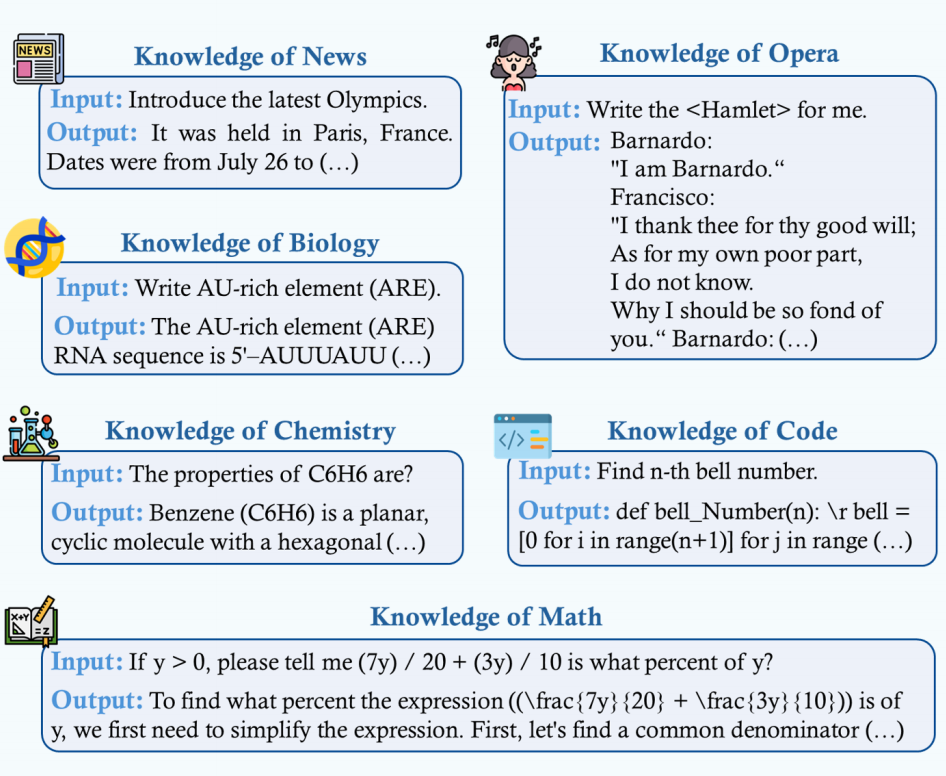 NEWS
Knowledge of News
Input: Introduce the latest Olympics.
Output: It was held in Paris, France.
Dates were from July 26 to (…)
Knowledge of Opera
Input: Write the <Hamlet> for me.
Output: Barnardo:
"I am Barnardo.“
Francisco:
"I thank thee for thy good will;
As for my own poor part,
I do not know.
Why I should be so fond of
you.“ Barnardo: (…)
Knowledge of Biology
Input: Write AU-rich element (ARE).
Output: The AU-rich element (ARE)
RNA sequence is 5'–AUUUAUU (…)
Knowledge of Chemistry
Input: The properties of C6H6 are?
Output: Benzene (C6H6) is a planar,
cyclic molecule with a hexagonal (…)
</>
Knowledge of Code
Input: Find n-th bell number.
Output: def bell_Number(n): \r bell =
[0 for i in range(n+1)] for j in range (…)
X+Y
=Z
Knowledge of Math
Input: If y > 0, please tell me (7y) / 20 + (3y) / 10 is what percent of y?
Output: To find what percent the expression ((\frac{7y}{20} + \frac{3y}{10})) is of
y, we first need to simplify the expression. First, let's find a common denominator (…)